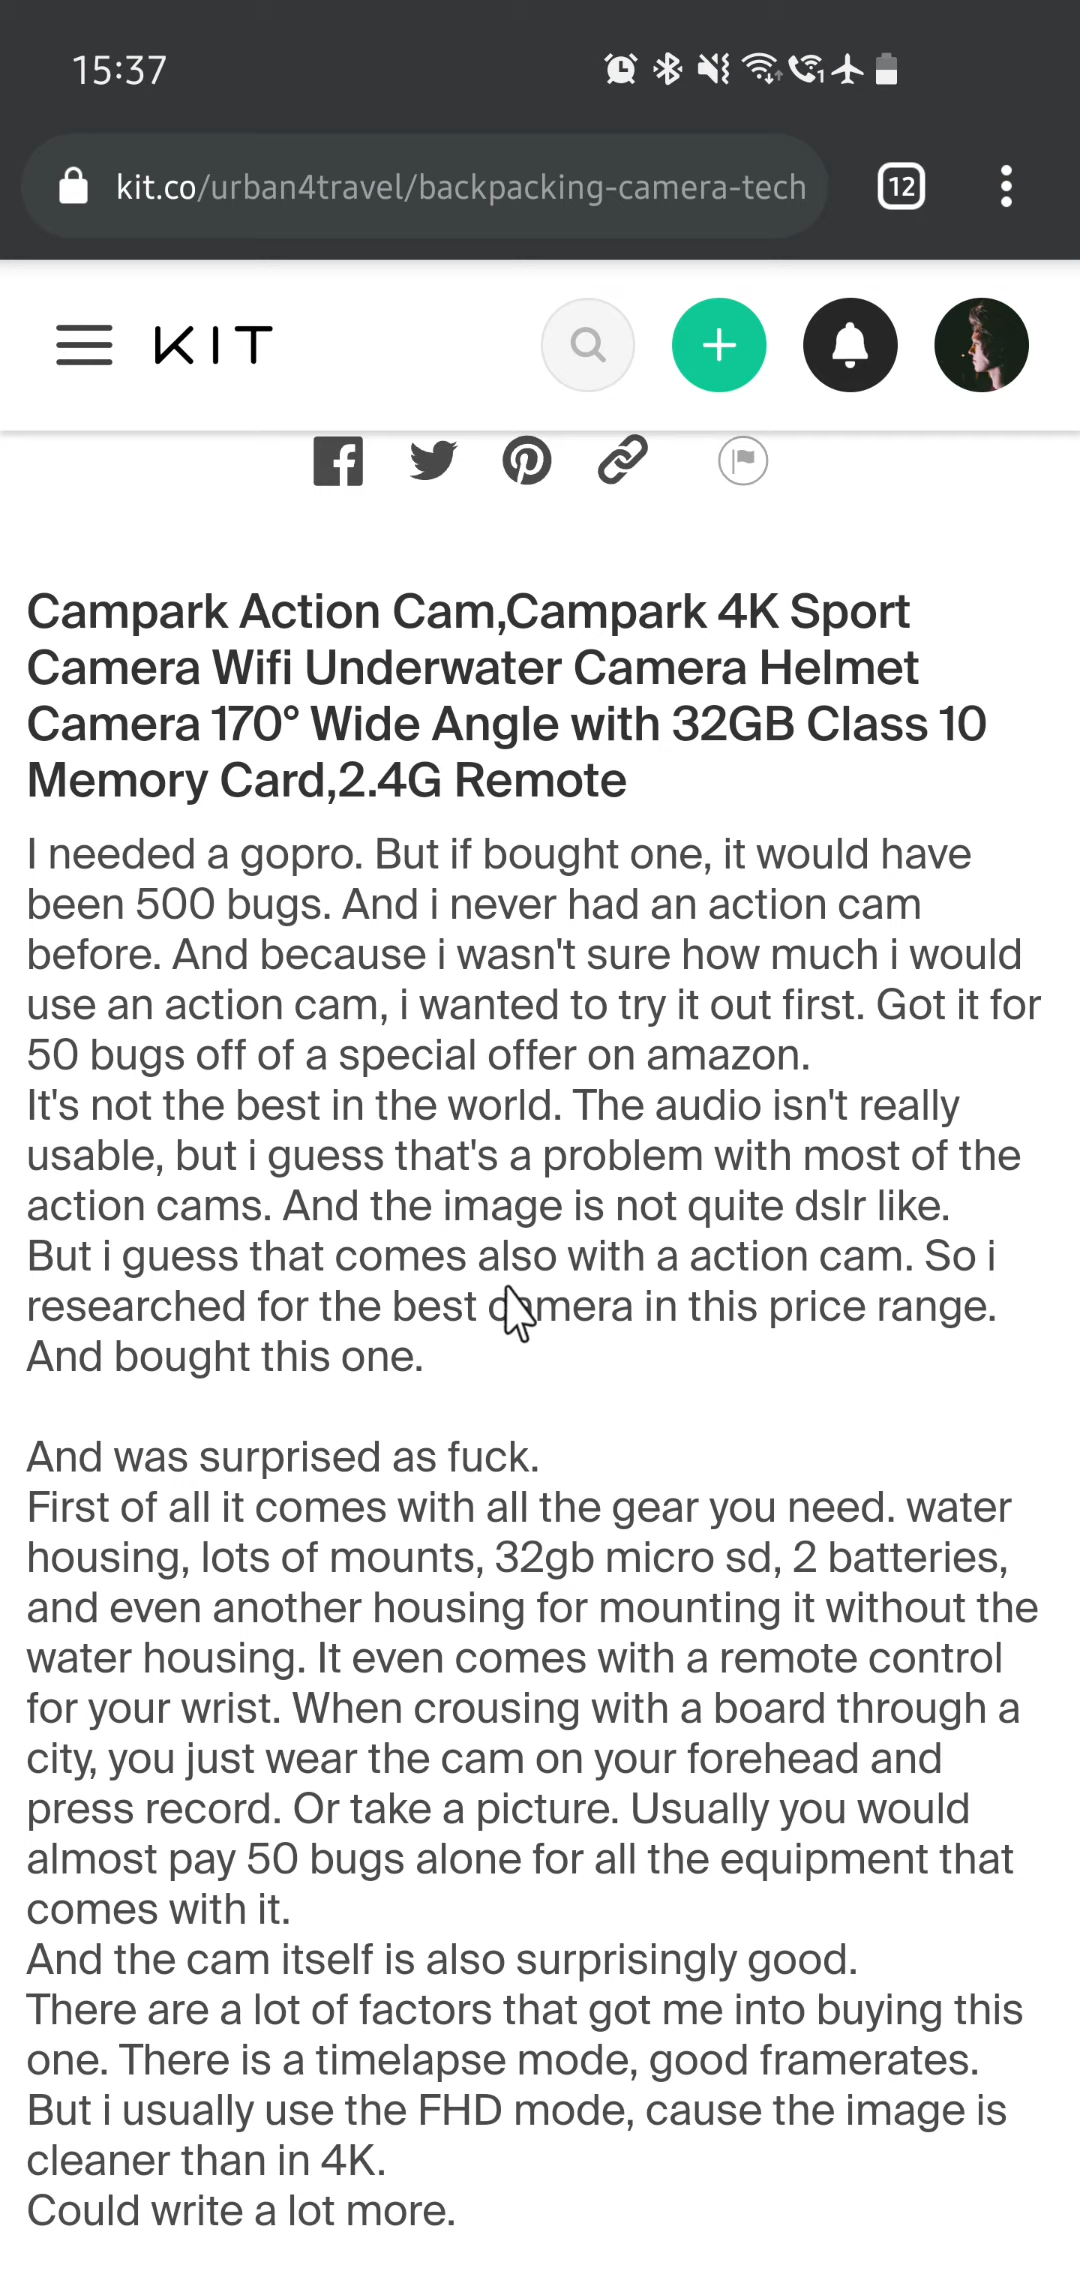 15:37
1
kit.co/urban4travel/backpacking-camera-tech
12
KIT
Campark Action Cam,Campark 4K Sport
Camera Wifi Underwater Camera Helmet
Camera 170° Wide Angle with 32GB Class 10
Memory Card,2.4G Remote
I needed a gopro. But if bought one, it would have
been 500 bugs. And i never had an action cam
before. And because i wasn't sure how much i would
use an action cam, i wanted to try it out first. Got it for
50 bugs off of a special offer on amazon.
It's not the best in the world. The audio isn't really
usable, but i guess that's a problem with most of the
action cams. And the image is not quite dslr like.
But i guess that comes also with a action cam. So i
researched for the best camera in this price range.
And bought this one.
And was surprised as fuck.
First of all it comes with all the gear you need. water
housing, lots of mounts, 32gb micro sd, 2 batteries,
and even another housing for mounting it without the
water housing. It even comes with a remote control
for your wrist. When crousing with a board through a
city, you just wear the cam on your forehead and
press record. Or take a picture. Usually you would
almost pay 50 bugs alone for all the equipment that
comes with it.
And the cam itself is also surprisingly good.
There are a lot of factors that got me into buying this
one. There is a timelapse mode, good framerates.
But i usually use the FHD mode, cause the image is
cleaner than in 4K.
Could write a lot more.